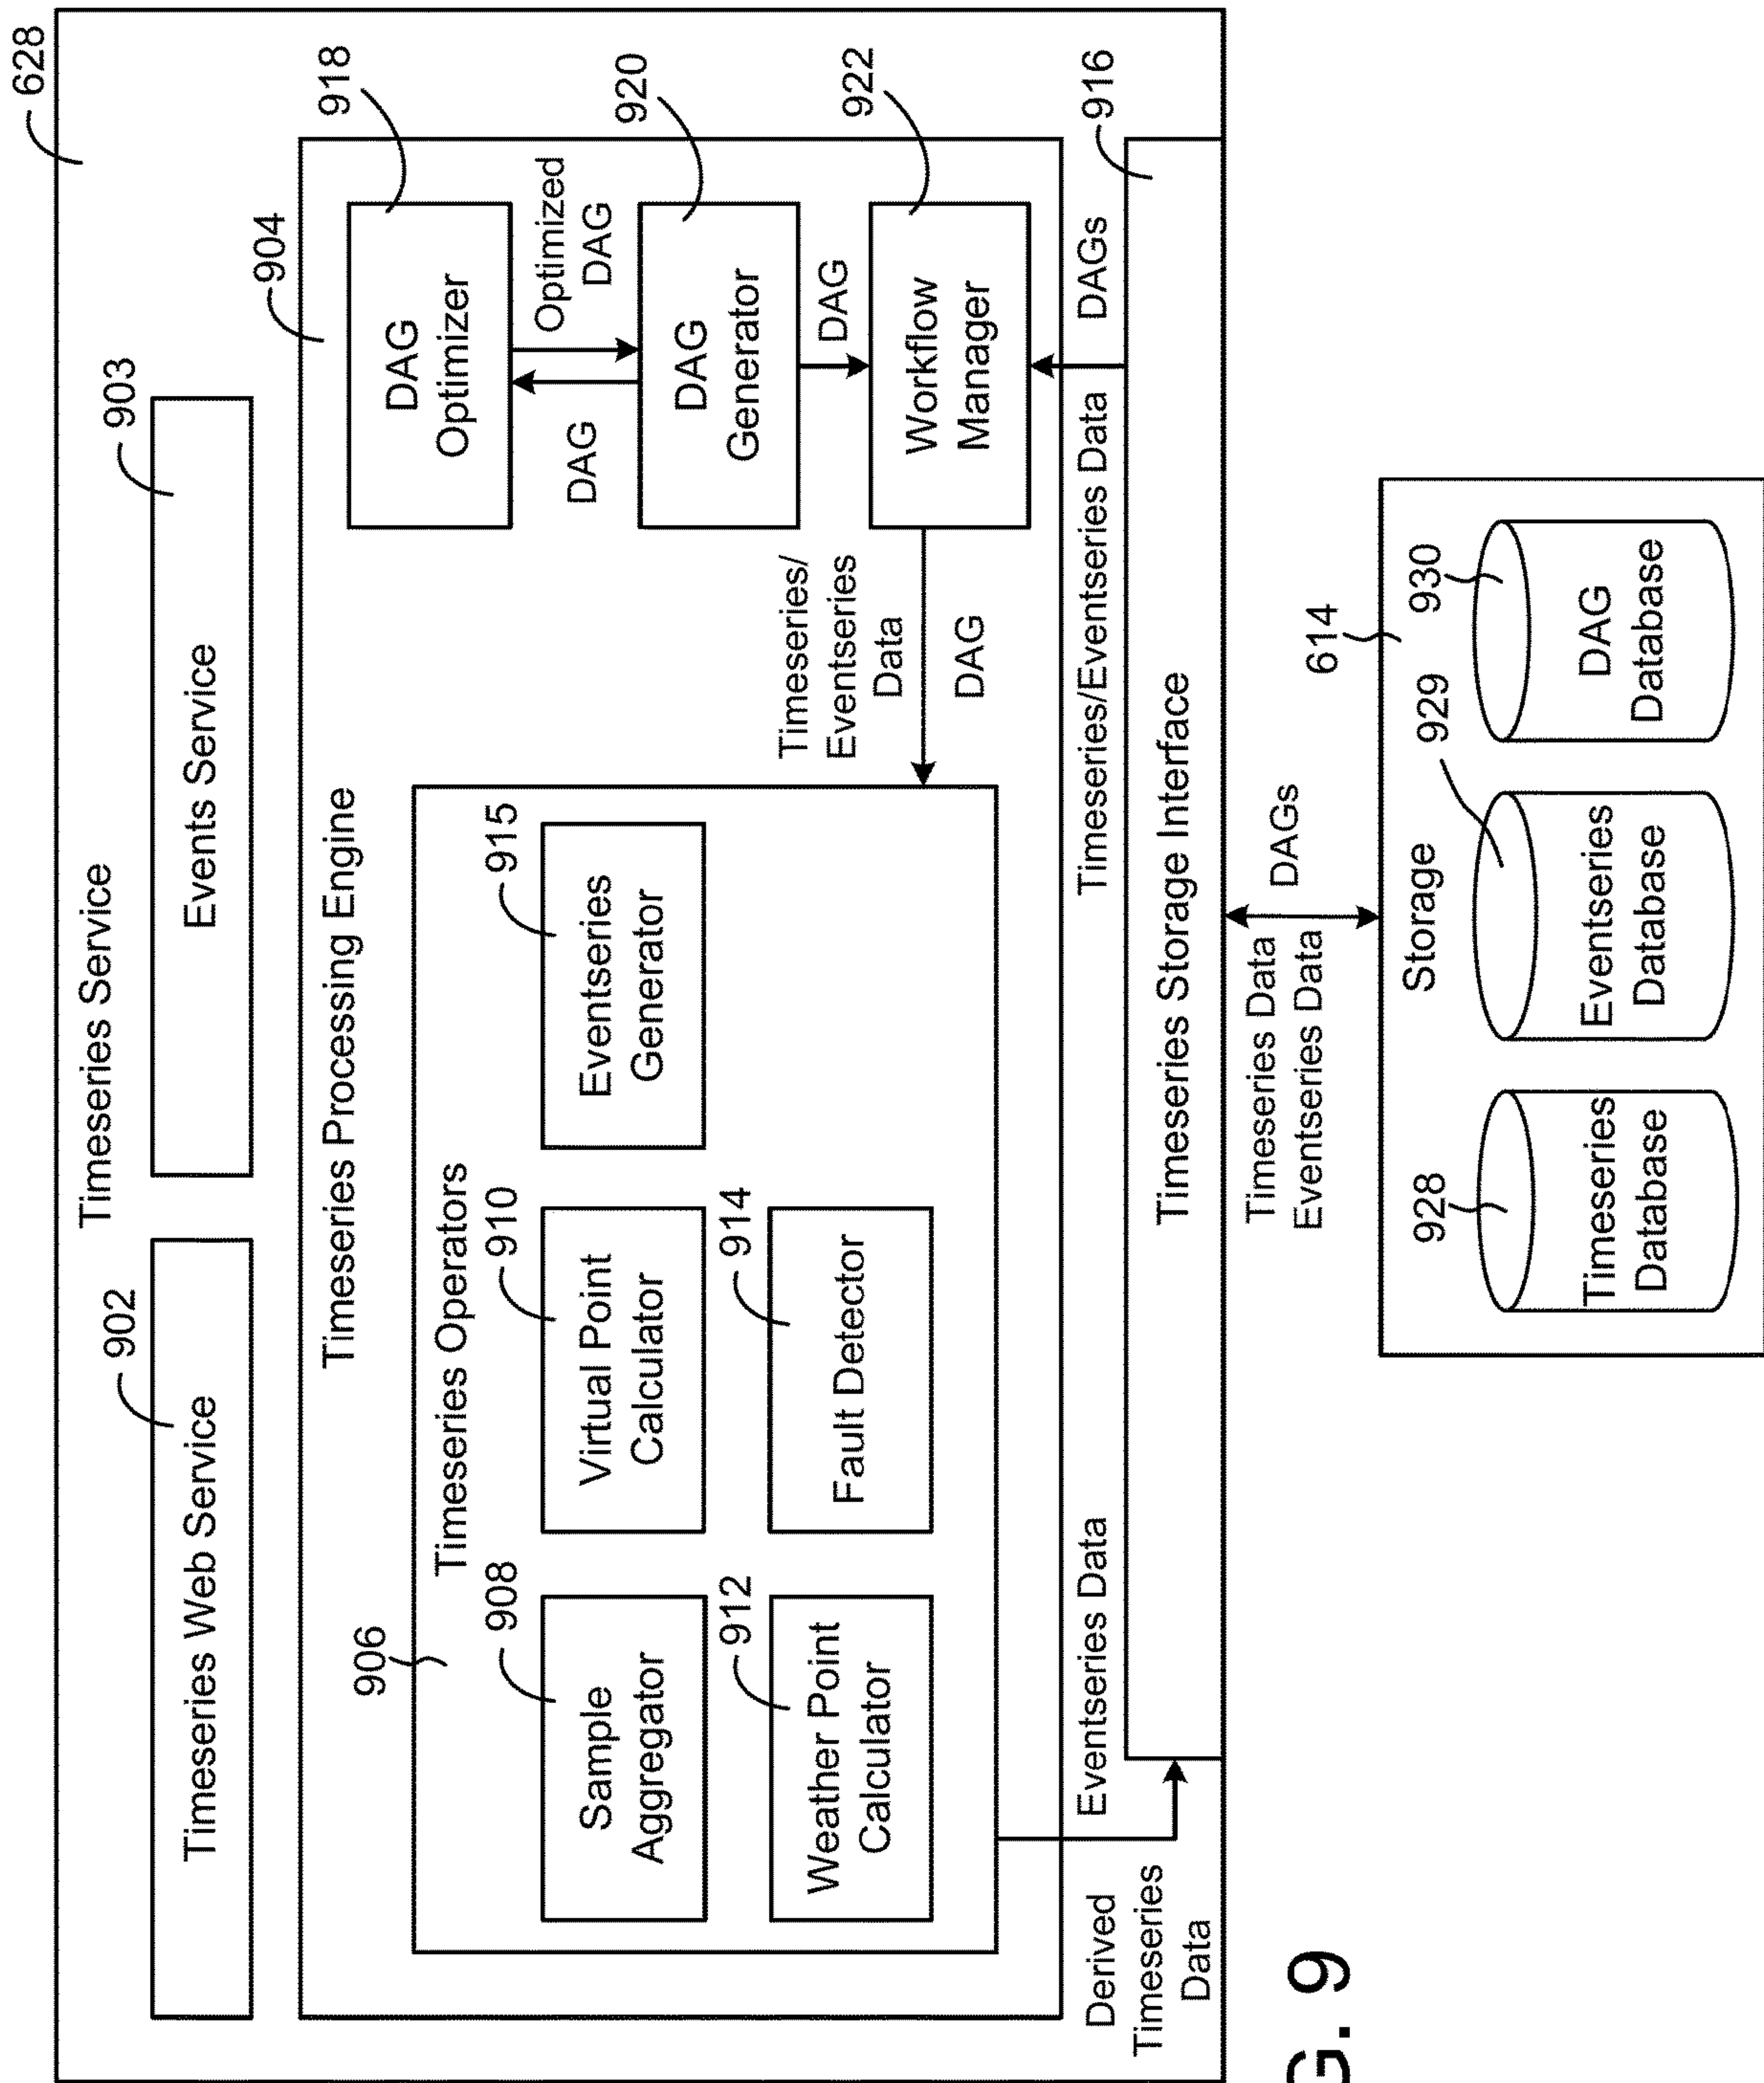 628
Timeseries Service
902
Timeseries Web Service
903
Events Service
904
Timeseries Processing Engine
906
Timeseries Operators
908
Sample
Aggregator
910
Virtual Point
Calculator
915
Eventseries
Generator
912
Weather Point
Calculator
914
Fault Detector
918
DAG
Optimizer
DAG
Optimized
DAG
920
DAG
Generator
DAG
922
Workflow
Manager
Timeseries/
Eventseries
Data
DAG
Derived
Timeseries
Data
Eventseries Data
Timeseries/Eventseries Data
DAGs
916
Timeseries Storage Interface
Timeseries Data
Eventseries Data
DAGs
614
Storage
928
Timeseries
Database
929
Eventseries
Database
930
DAG
Database
G. 9